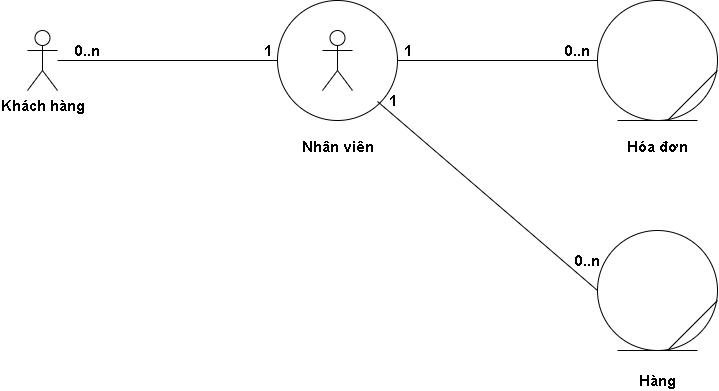 0..n
1
1
0..n
Khách hàng
1
Nhân viên
Hóa đơn
0..n
Hàng